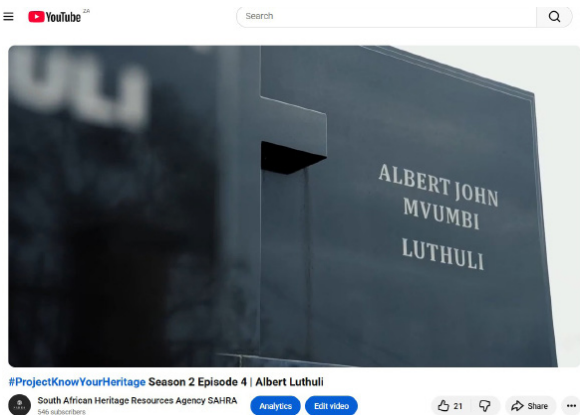 YouTube ZA
Search
ULI
ALBERT JOHN
MVUMBI
LUTHULI
#ProjectKnowYourHeritage Season 2 Episode 4 | Albert Luthuli
South African Heritage Resources Agency SAHRA
546 subscribers
Analytics
Edit video
21
Share